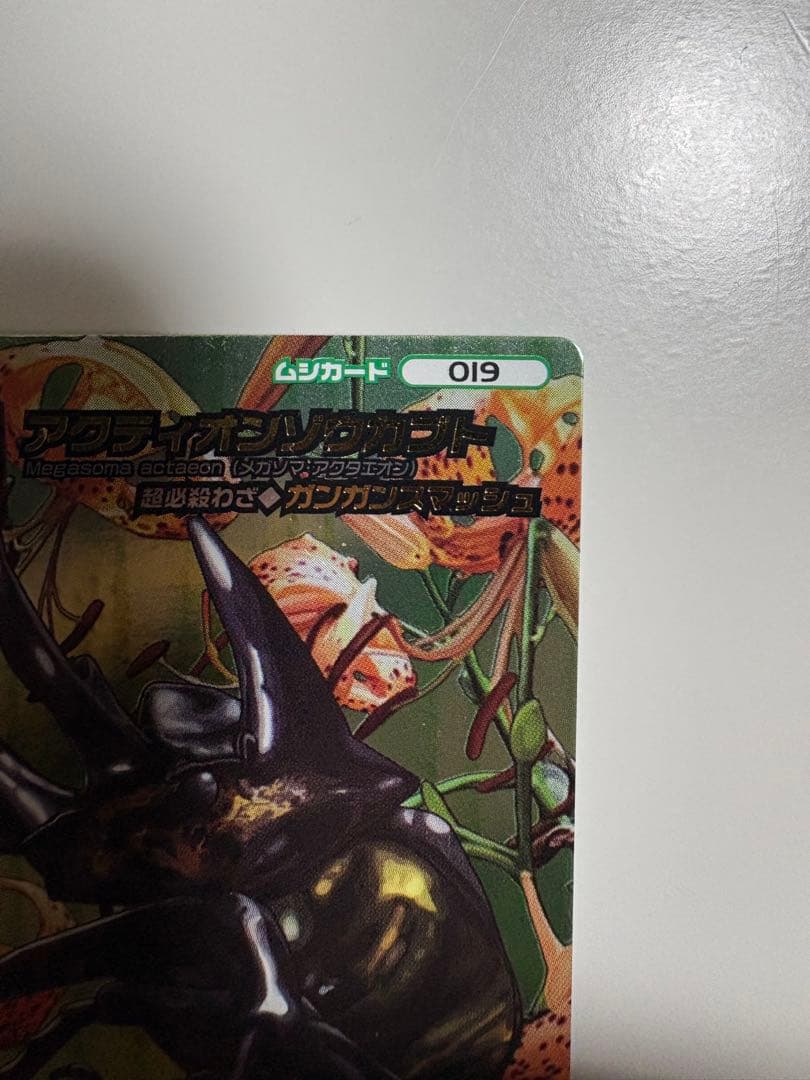 ムシカード 019
アクティオンゾウカブト
Megasoma actaeon (メガソマ:アクタエオン)
超必殺わざ◆ガンガンスマッシュ